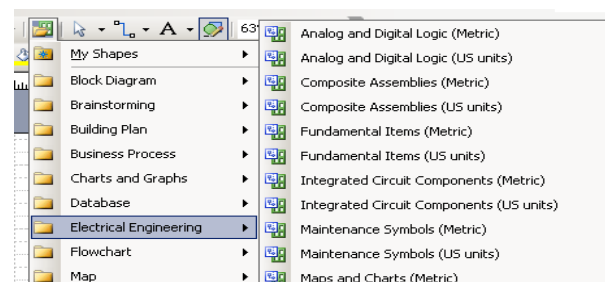 A
63
My Shapes
Block Diagram
Brainstorming
Building Plan
Business Process
Charts and Graphs
Database
Electrical Engineering
Flowchart
Map
Analog and Digital Logic (Metric)
Analog and Digital Logic (US units)
Composite Assemblies (Metric)
Composite Assemblies (US units)
Fundamental Items (Metric)
Fundamental Items (US units)
Integrated Circuit Components (Metric)
Integrated Circuit Components (US units)
Maintenance Symbols (Metric)
Maintenance Symbols (US units)
Maps and Charts (Metric)